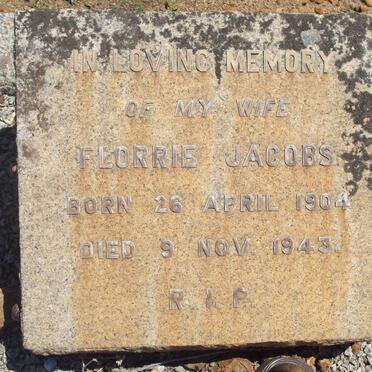 IN LOVING MEMORY
OF MY WIFE
FLORRIE JACOBS
BORN 26 APRIL 1904
DIED 9 NOV. 1943.
R.I.P.